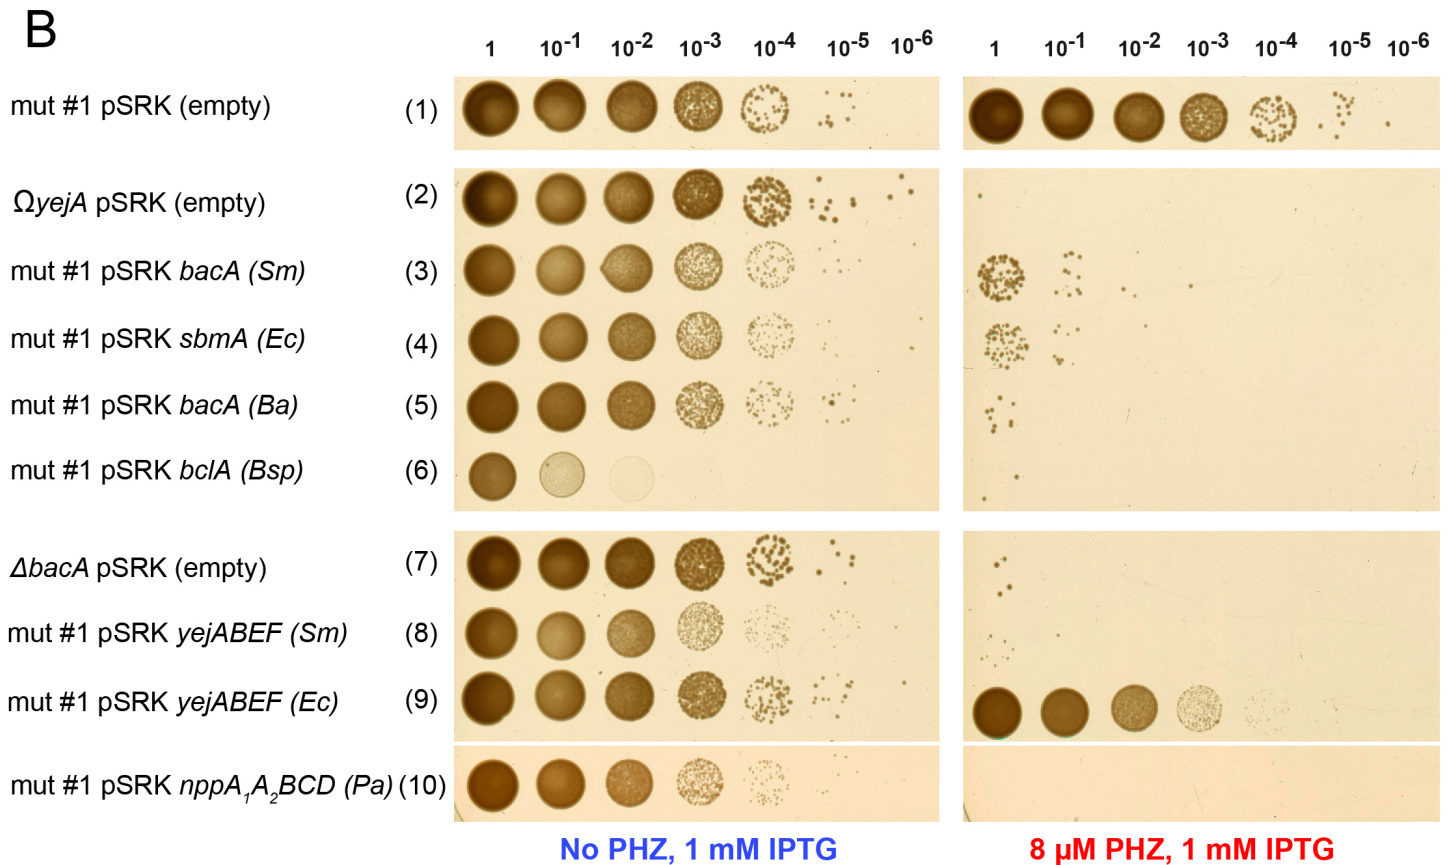 B
1 10⁻¹ 10⁻² 10⁻³ 10⁻⁴ 10⁻⁵ 10⁻⁶ 1 10⁻¹ 10⁻² 10⁻³ 10⁻⁴ 10⁻⁵ 10⁻⁶
mut #1 pSRK (empty) (1)
ΩyejA pSRK (empty) (2)
mut #1 pSRK bacA (Sm) (3)
mut #1 pSRK sbmA (Ec) (4)
mut #1 pSRK bacA (Ba) (5)
mut #1 pSRK bclA (Bsp) (6)
ΔbacA pSRK (empty) (7)
mut #1 pSRK yejABEF (Sm) (8)
mut #1 pSRK yejABEF (Ec) (9)
mut #1 pSRK nppA₁A₂BCD (Pa) (10)
No PHZ, 1 mM IPTG 8 µM PHZ, 1 mM IPTG